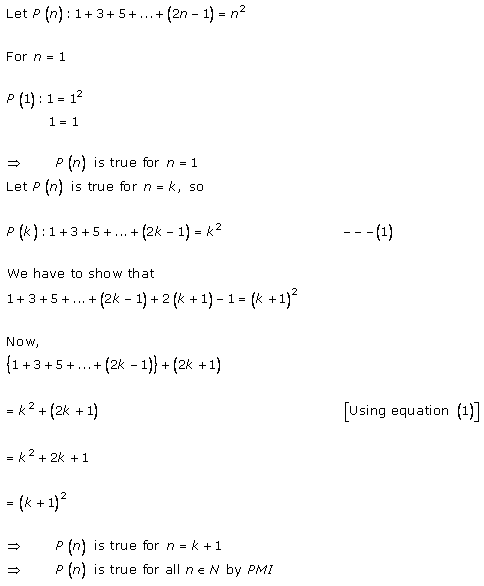 Let P(n) : 1 + 3 + 5 + ... + (2n − 1) = n²
For n = 1
P(1) : 1 = 1²
1 = 1
⇒ P(n) is true for n = 1
Let P(n) is true for n = k, so
P(k) : 1 + 3 + 5 + ... + (2k − 1) = k² − − − (1)
We have to show that
1 + 3 + 5 + ... + (2k − 1) + 2(k + 1) − 1 = (k + 1)²
Now,
{1 + 3 + 5 + ... + (2k − 1)} + (2k + 1)
= k² + (2k + 1) [Using equation (1)]
= k² + 2k + 1
= (k + 1)²
⇒ P(n) is true for n = k + 1
⇒ P(n) is true for all n ∈ N by PMI